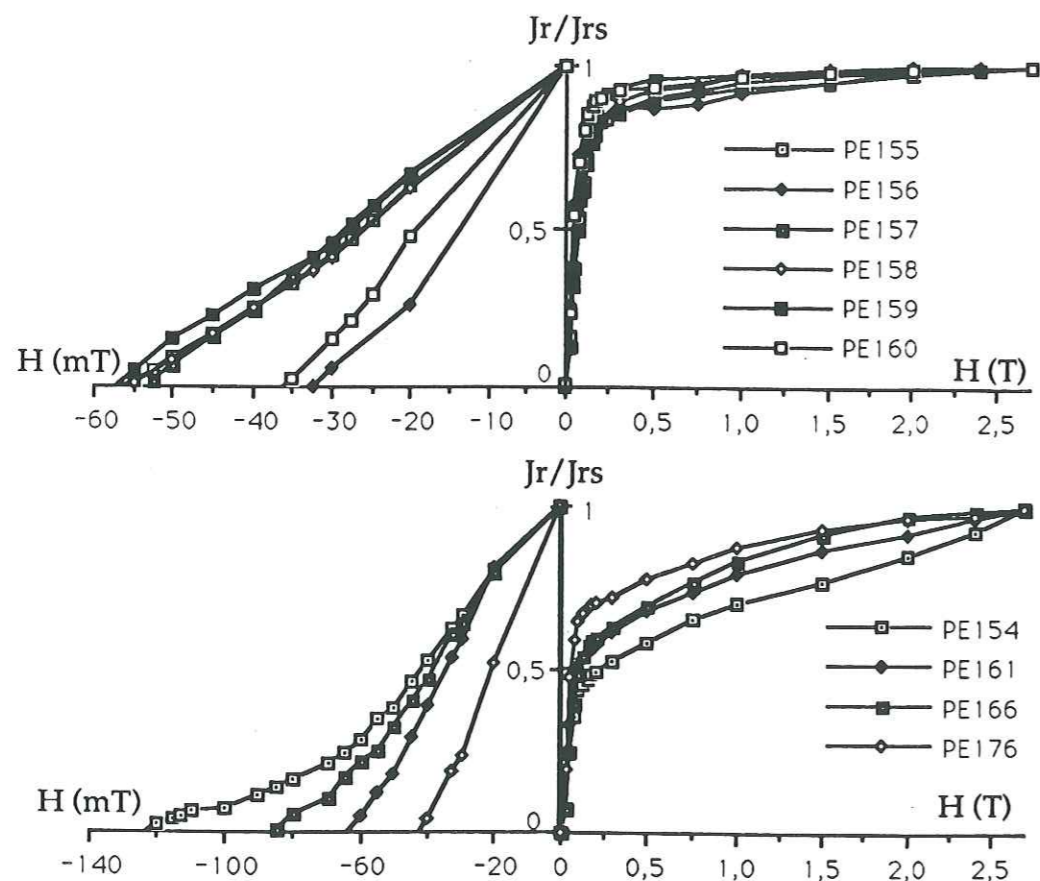 Jr/Jrs
1
0,5
0
PE155
PE156
PE157
PE158
PE159
PE160
H (mT)
H (T)
-60 -50 -40 -30 -20 -10 0 0,5 1,0 1,5 2,0 2,5
Jr/Jrs
1
0,5
0
PE154
PE161
PE166
PE176
H (mT)
H (T)
-140 -100 -60 -20 0 0,5 1,0 1,5 2,0 2,5